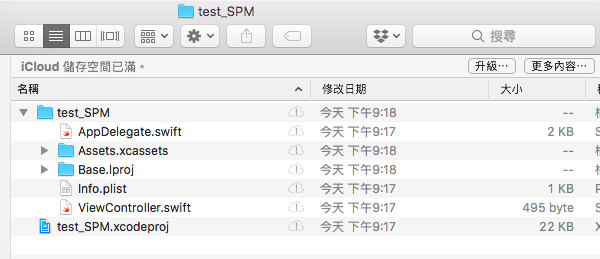 test_SPM
搜尋
iCloud 儲存空間已滿。 升級⋯ 更多內容⋯
名稱 修改日期 大小
test_SPM 今天 下午9:18 --
AppDelegate.swift 今天 下午9:17 2 KB
Assets.xcassets 今天 下午9:18 --
Base.lproj 今天 下午9:18 --
Info.plist 今天 下午9:17 1 KB
ViewController.swift 今天 下午9:17 495 byte
test_SPM.xcodeproj 今天 下午9:17 22 KB